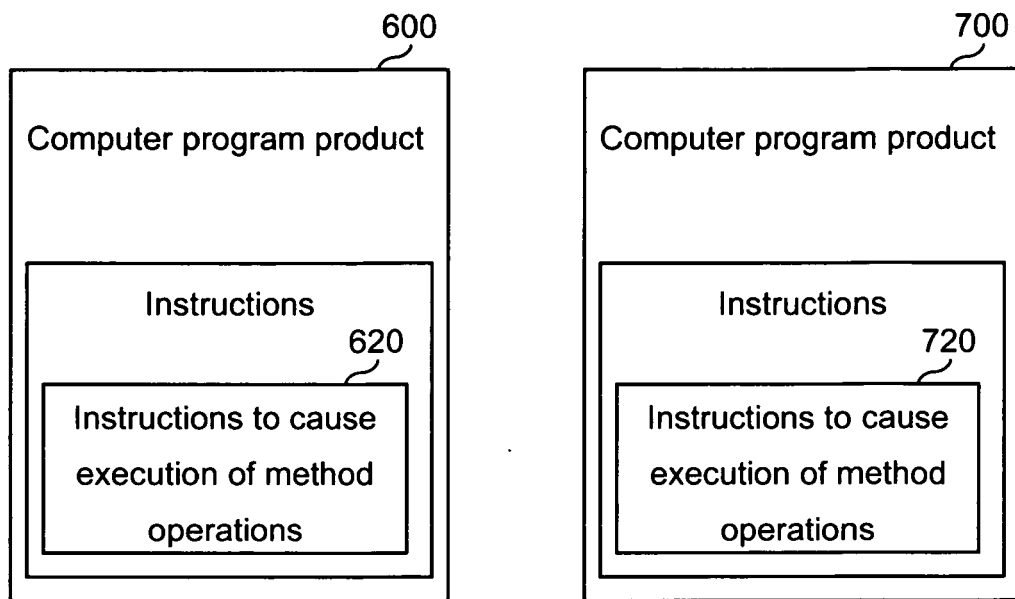 600
Computer program product
Instructions
620
Instructions to cause
execution of method
operations
700
Computer program product
Instructions
720
Instructions to cause
execution of method
operations